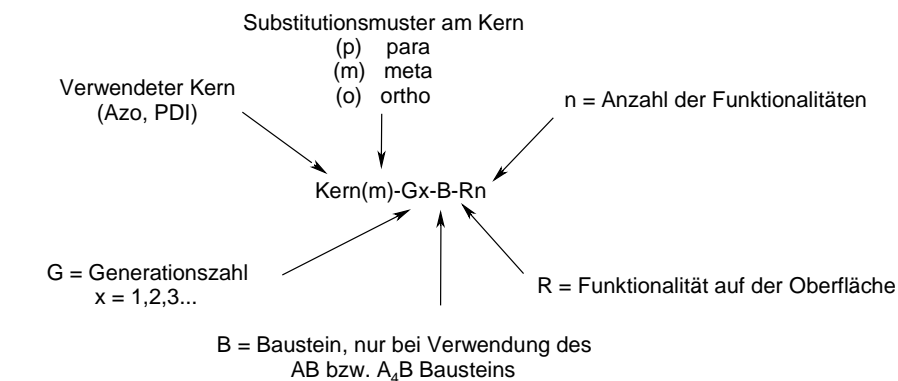 Substitutionsmuster am Kern
(p) para
(m) meta
(o) ortho
Verwendeter Kern
(Azo, PDI)
n = Anzahl der Funktionalitäten
Kern(m)-Gx-B-Rn
G = Generationszahl
x = 1,2,3...
R = Funktionalität auf der Oberfläche
B = Baustein, nur bei Verwendung des
AB bzw. A₄B Bausteins